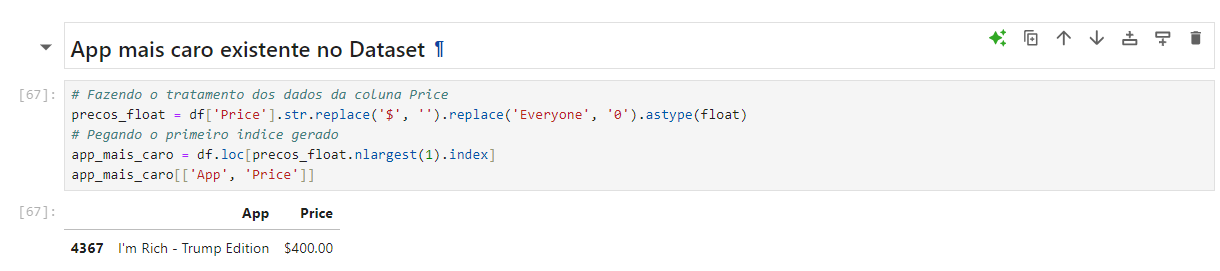 App mais caro existente no Dataset ¶
[67]: # Fazendo o tratamento dos dados da coluna Price
precos_float = df['Price'].str.replace('$', '').replace('Everyone', '0').astype(float)
# Pegando o primeiro indice gerado
app_mais_caro = df.loc[precos_float.nlargest(1).index]
app_mais_caro[['App', 'Price']]
[67]: App Price
4367 I'm Rich - Trump Edition $400.00